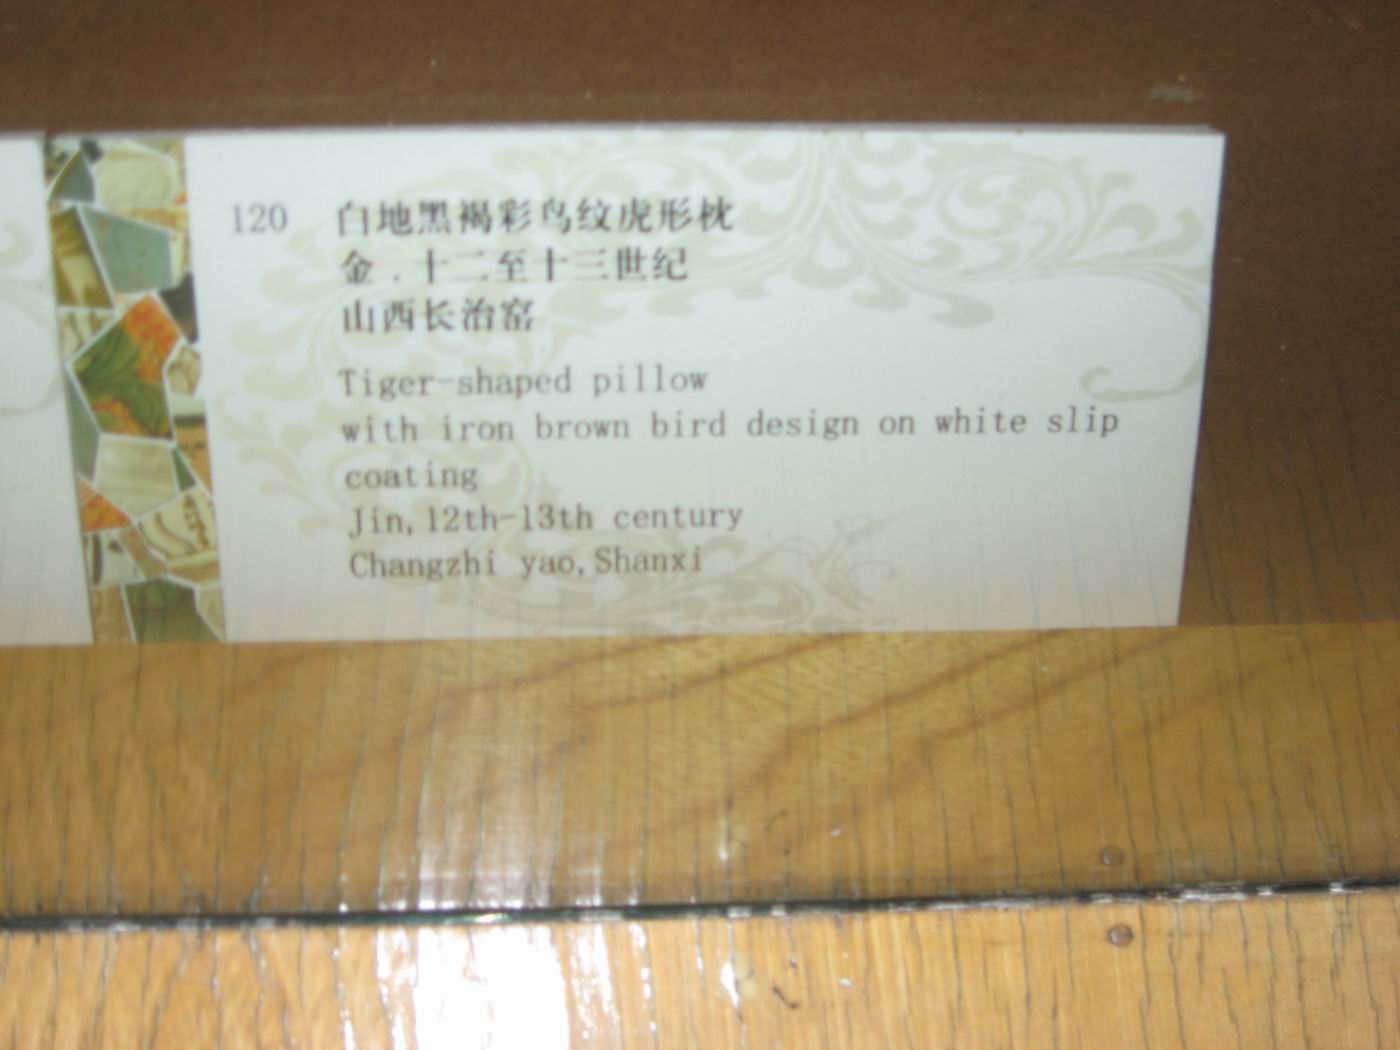 120 白地黑褐彩鸟纹虎形枕
金．十二至十三世纪
山西长治窑
Tiger-shaped pillow
with iron brown bird design on white slip
coating
Jin,12th-13th century
Changzhi yao,Shanxi